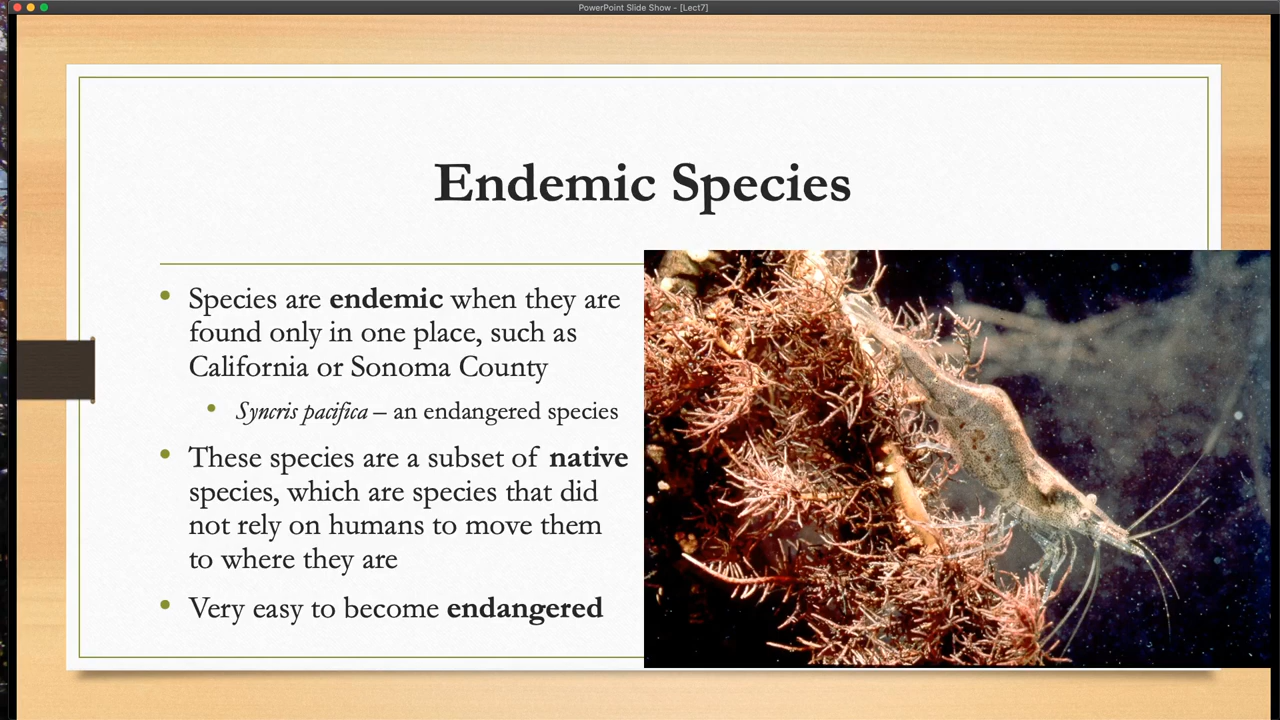 PowerPoint Slide Show - [Lect7]
Endemic Species
• Species are endemic when they are
found only in one place, such as
California or Sonoma County
• Syncris pacifica – an endangered species
• These species are a subset of native
species, which are species that did
not rely on humans to move them
to where they are
• Very easy to become endangered